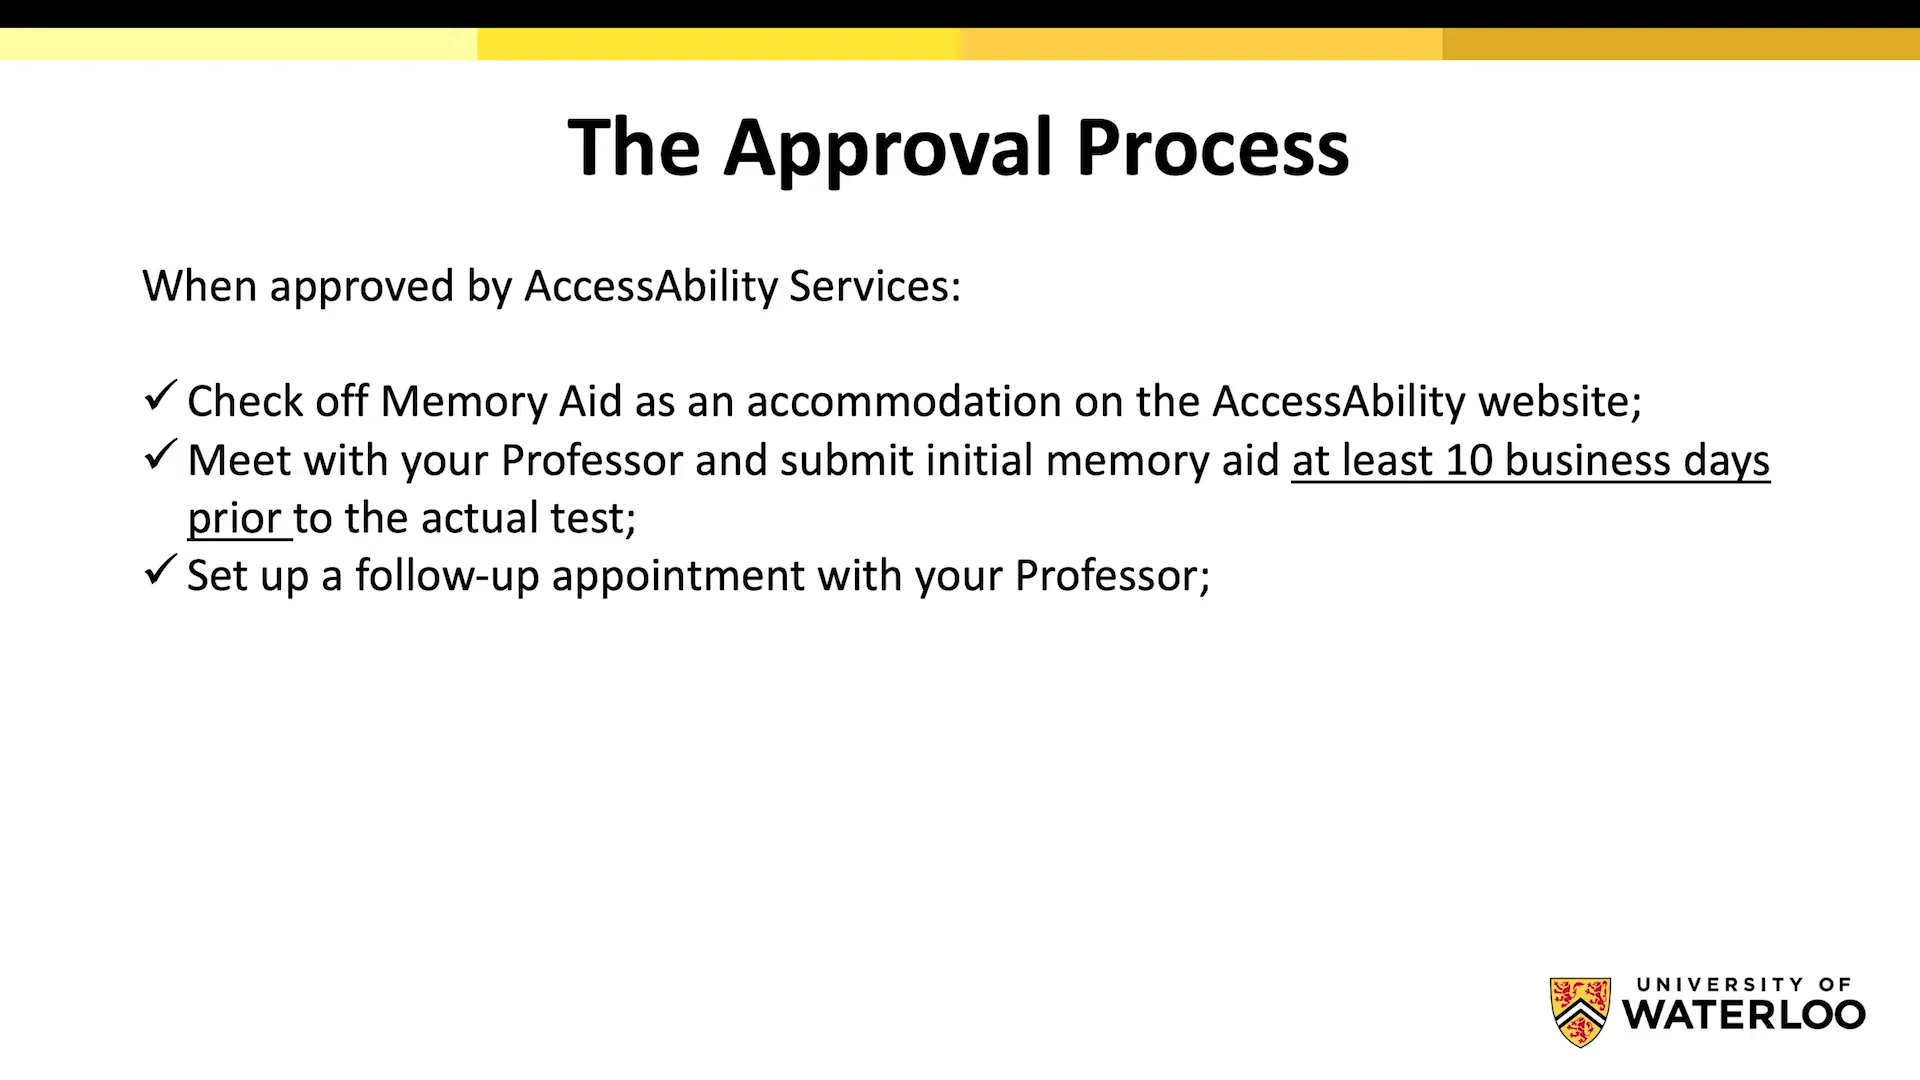 The Approval Process
When approved by AccessAbility Services:
✓ Check off Memory Aid as an accommodation on the AccessAbility website;
✓ Meet with your Professor and submit initial memory aid at least 10 business days
prior to the actual test;
✓ Set up a follow-up appointment with your Professor;
UNIVERSITY OF
WATERLOO